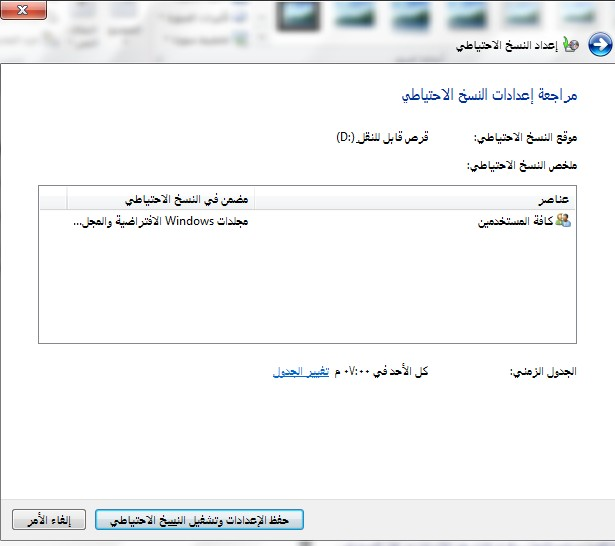 إعداد النسخ الاحتياطي
مراجعة إعدادات النسخ الاحتياطي
موقع النسخ الاحتياطي: قرص قابل للنقل (D:)
ملخص النسخ الاحتياطي:
عناصر مضمن في النسخ الاحتياطي
كافة المستخدمين مجلدات Windows الافتراضية والمجل...
الجدول الزمني: كل الأحد في ٠٧:٠٠ م تغيير الجدول
حفظ الإعدادات وتشغيل النسخ الاحتياطي إلغاء الأمر